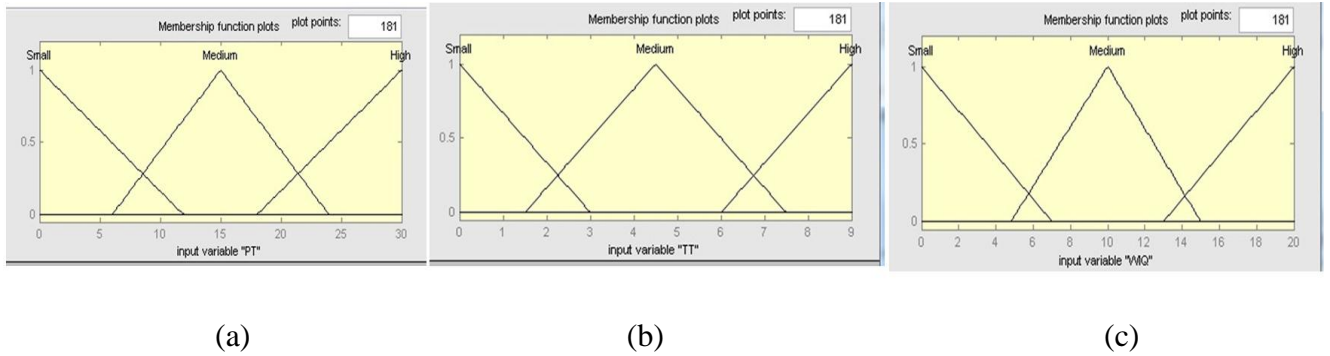 Membership function plots plot points: 181
Small Medium High
1
0.5
0
0 5 10 15 20 25 30
input variable "PT"
Membership function plots plot points: 181
Small Medium High
1
0.5
0
0 1 2 3 4 5 6 7 8 9
input variable "TT"
Membership function plots plot points: 181
Small Medium High
1
0.5
0
0 2 4 6 8 10 12 14 16 18 20
input variable "WIQ"
(a) (b) (c)